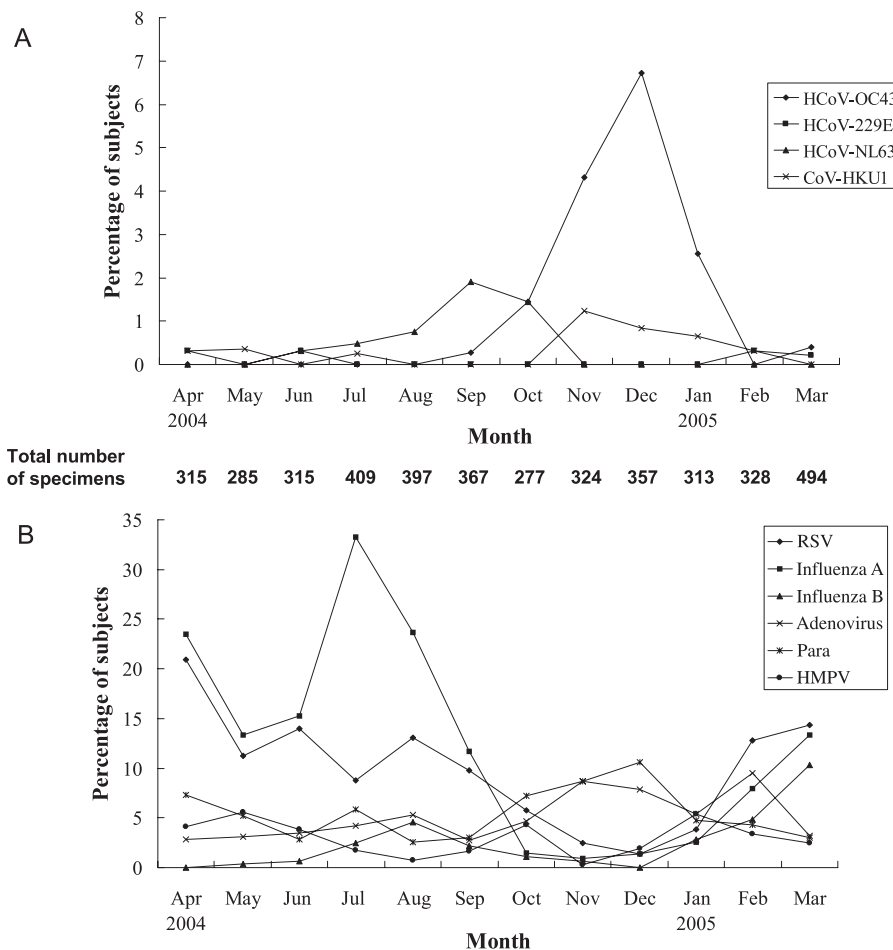 A
8
7
6
5
4
3
2
1
0
Percentage of subjects
HCoV-OC43
HCoV-229E
HCoV-NL63
CoV-HKU1
Apr May Jun Jul Aug Sep Oct Nov Dec Jan Feb Mar
2004 2005
Month
Total number
of specimens 315 285 315 409 397 367 277 324 357 313 328 494
B
35
30
25
20
15
10
5
0
Percentage of subjects
RSV
Influenza A
Influenza B
Adenovirus
Para
HMPV
Apr May Jun Jul Aug Sep Oct Nov Dec Jan Feb Mar
2004 2005
Month